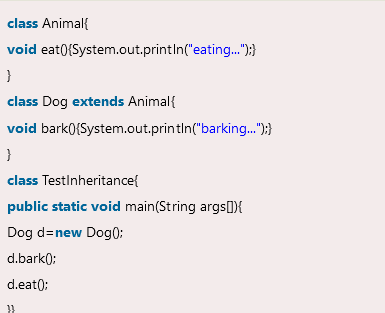 class Animal{
void eat(){System.out.println("eating...");}
}
class Dog extends Animal{
void bark(){System.out.println("barking...");}
}
class TestInheritance{
public static void main(String args[]){
Dog d=new Dog();
d.bark();
d.eat();
}}